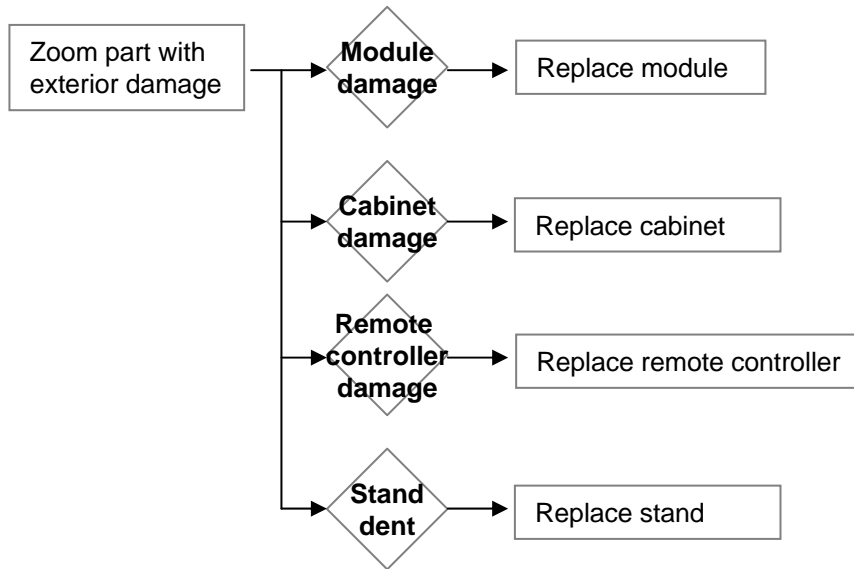 Zoom part with
exterior damage
Module
damage
Replace module
Cabinet
damage
Replace cabinet
Remote
controller
damage
Replace remote controller
Stand
dent
Replace stand